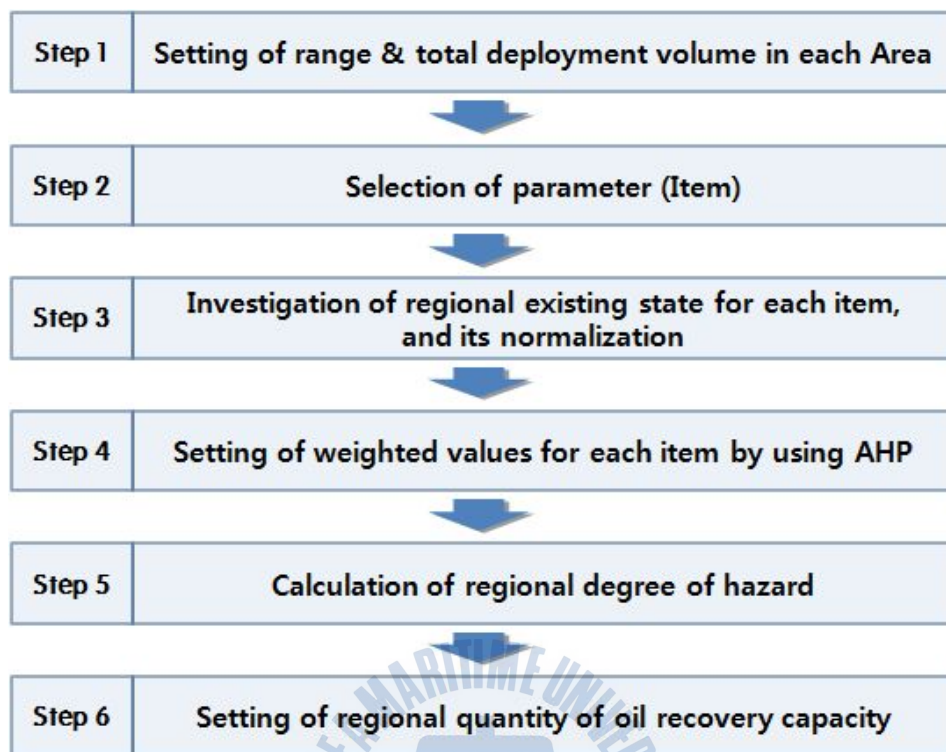 Step 1 Setting of range & total deployment volume in each Area
Step 2 Selection of parameter (Item)
Step 3 Investigation of regional existing state for each item,
and its normalization
Step 4 Setting of weighted values for each item by using AHP
Step 5 Calculation of regional degree of hazard
MARITIME
Step 6 Setting of regional quantity of oil recovery capacity